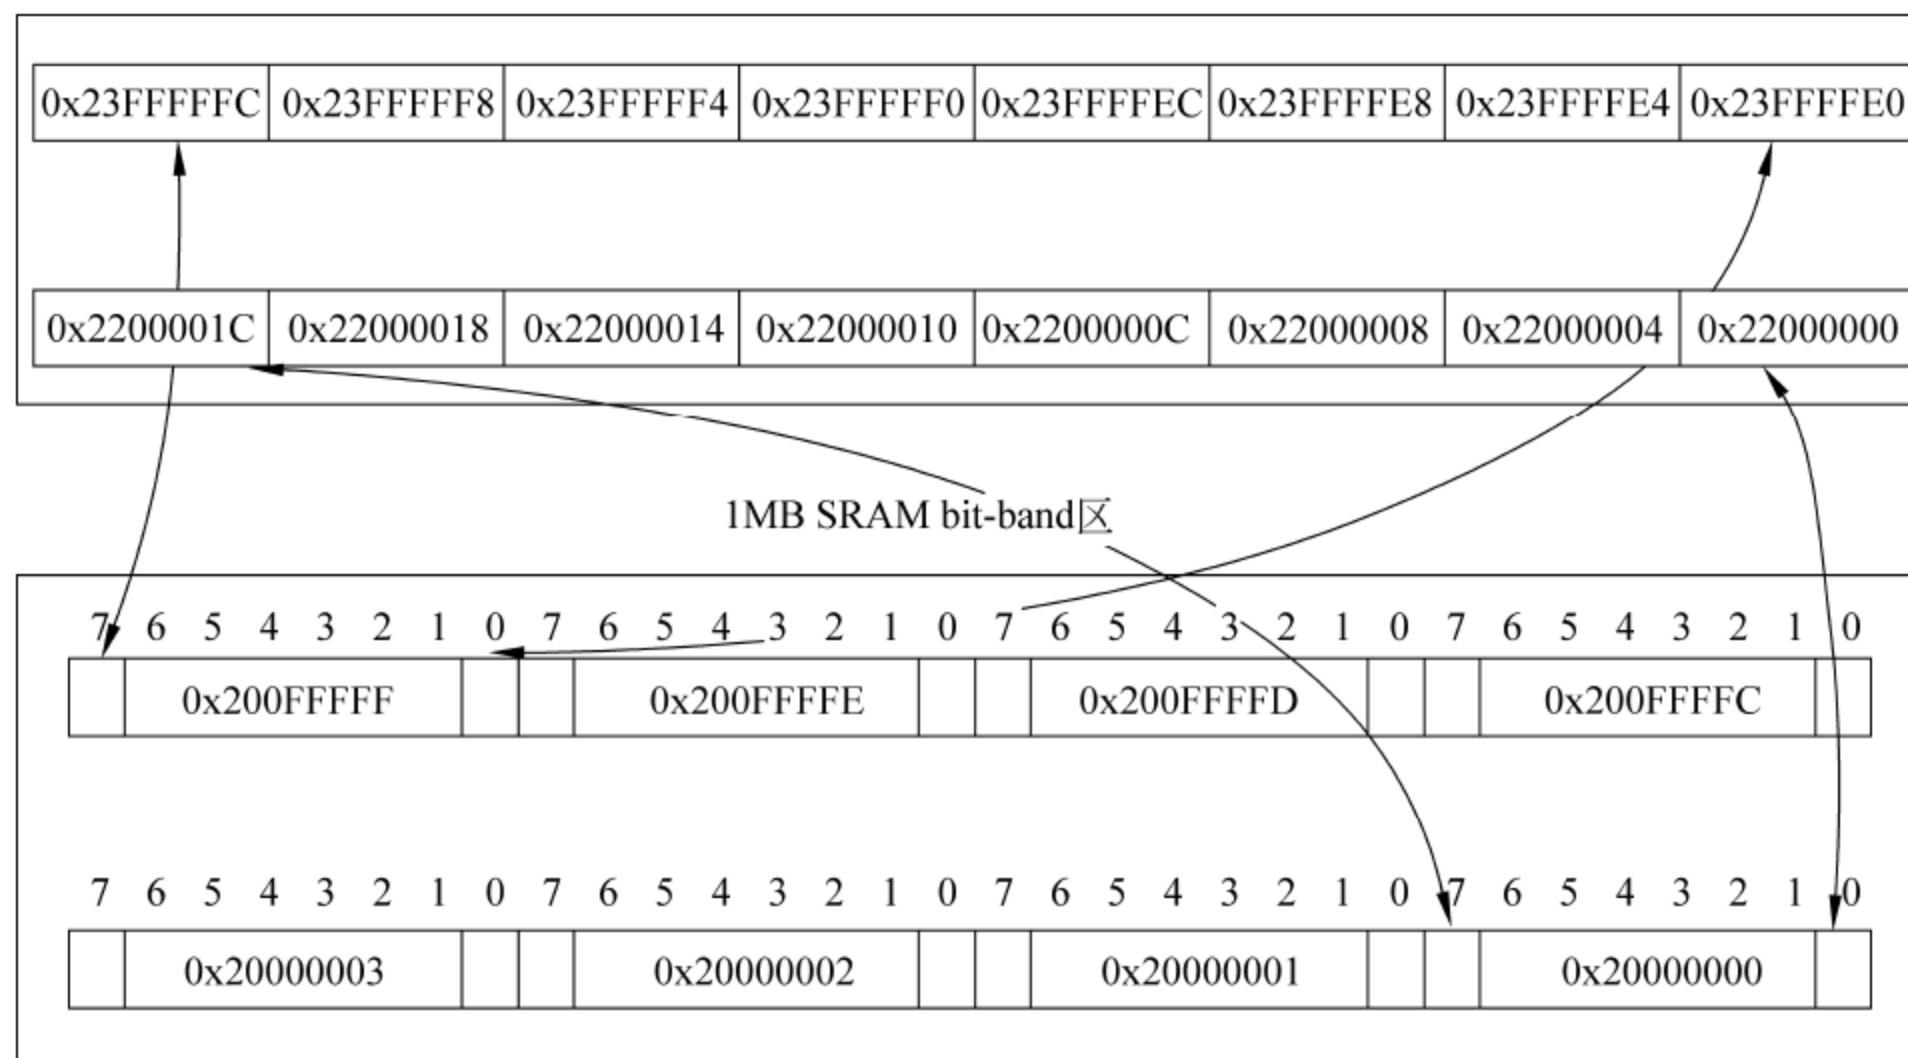 0x23FFFFFC 0x23FFFFF8 0x23FFFFF4 0x23FFFFF0 0x23FFFFEC 0x23FFFFE8 0x23FFFFE4 0x23FFFFE0
0x2200001C 0x22000018 0x22000014 0x22000010 0x2200000C 0x22000008 0x22000004 0x22000000
1MB SRAM bit-band区
7 6 5 4 3 2 1 0 7 6 5 4 3 2 1 0 7 6 5 4 3 2 1 0 7 6 5 4 3 2 1 0
0x200FFFFF 0x200FFFFE 0x200FFFFD 0x200FFFFC
7 6 5 4 3 2 1 0 7 6 5 4 3 2 1 0 7 6 5 4 3 2 1 0 7 6 5 4 3 2 1 0
0x20000003 0x20000002 0x20000001 0x20000000